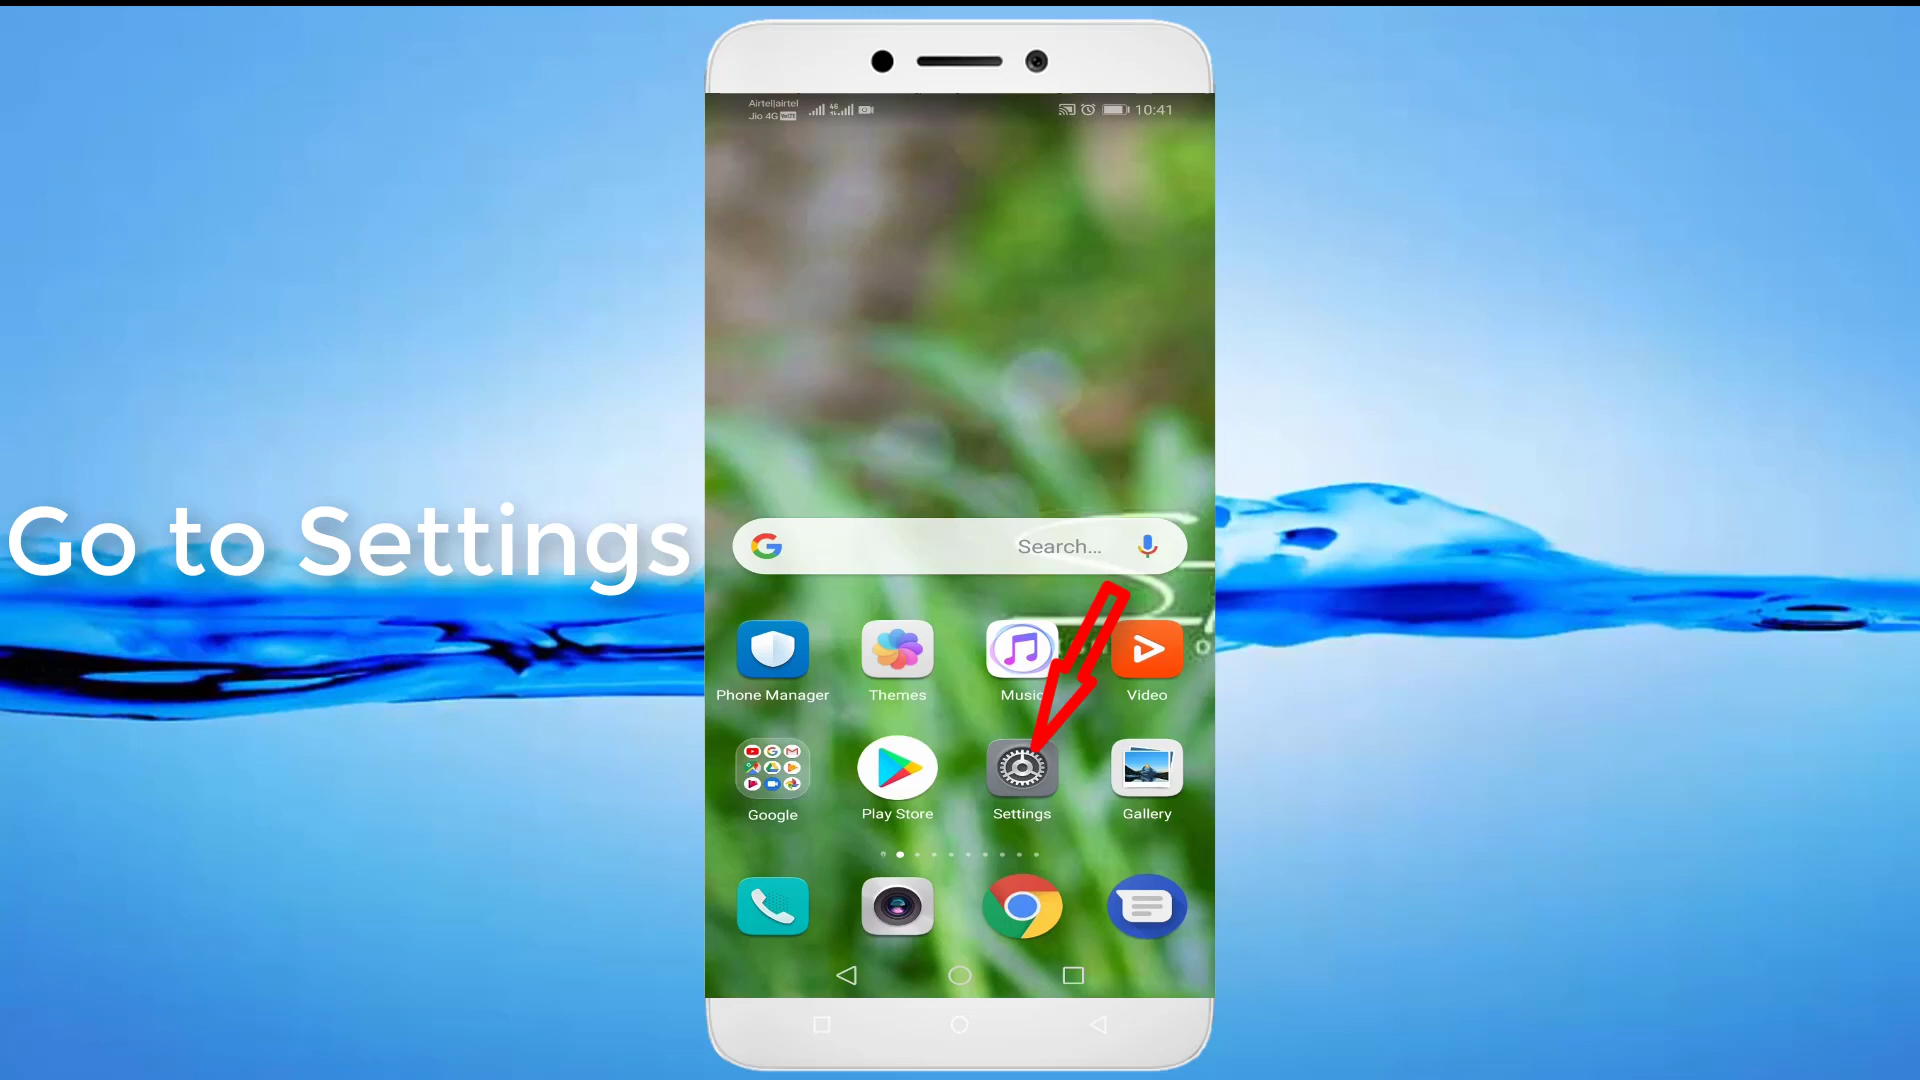 Airtel|airtel
Jio 4G VoLTE
10:41
Go to Settings
Search...
Phone Manager
Themes
Music
Video
Google
Play Store
Settings
Gallery